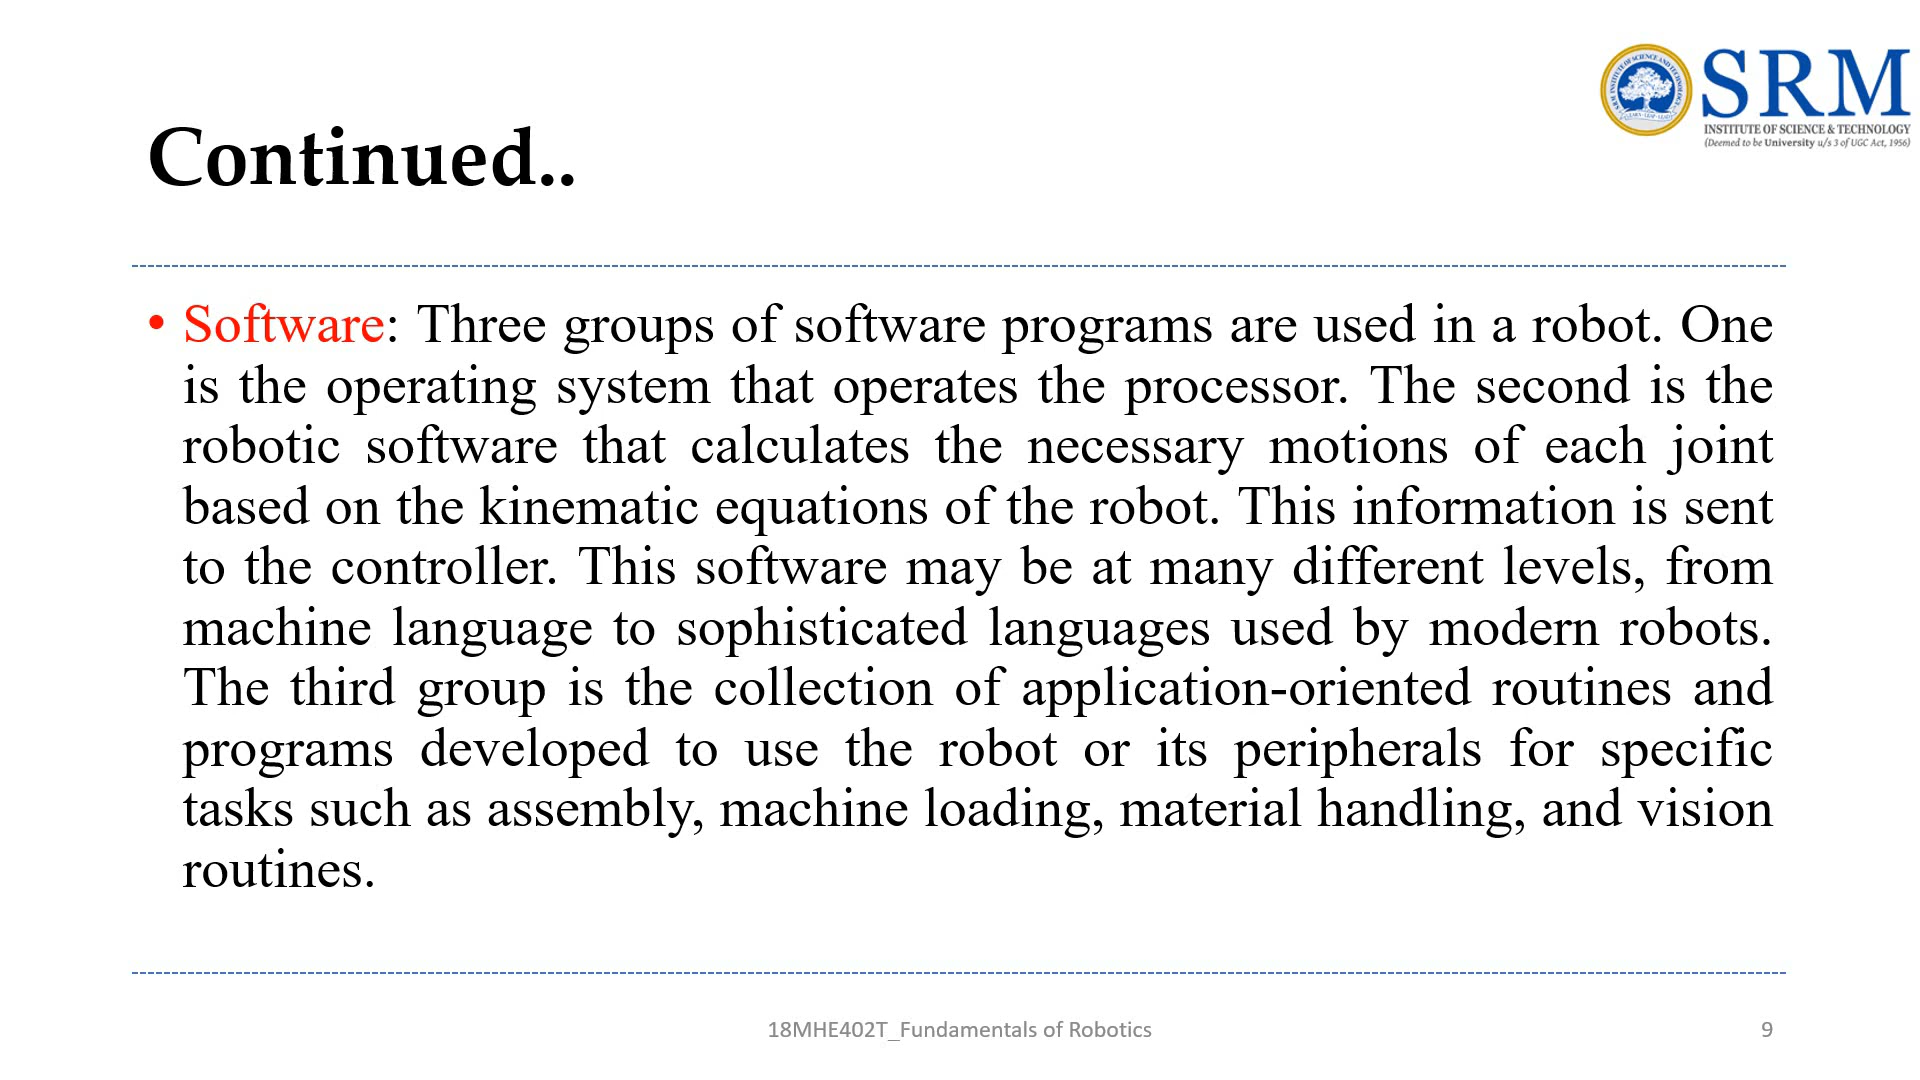 SRM
INSTITUTE OF SCIENCE & TECHNOLOGY
(Deemed to be University u/s 3 of UGC Act, 1956)
Continued..
• Software: Three groups of software programs are used in a robot. One
is the operating system that operates the processor. The second is the
robotic software that calculates the necessary motions of each joint
based on the kinematic equations of the robot. This information is sent
to the controller. This software may be at many different levels, from
machine language to sophisticated languages used by modern robots.
The third group is the collection of application-oriented routines and
programs developed to use the robot or its peripherals for specific
tasks such as assembly, machine loading, material handling, and vision
routines.
18MHE402T_Fundamentals of Robotics
9